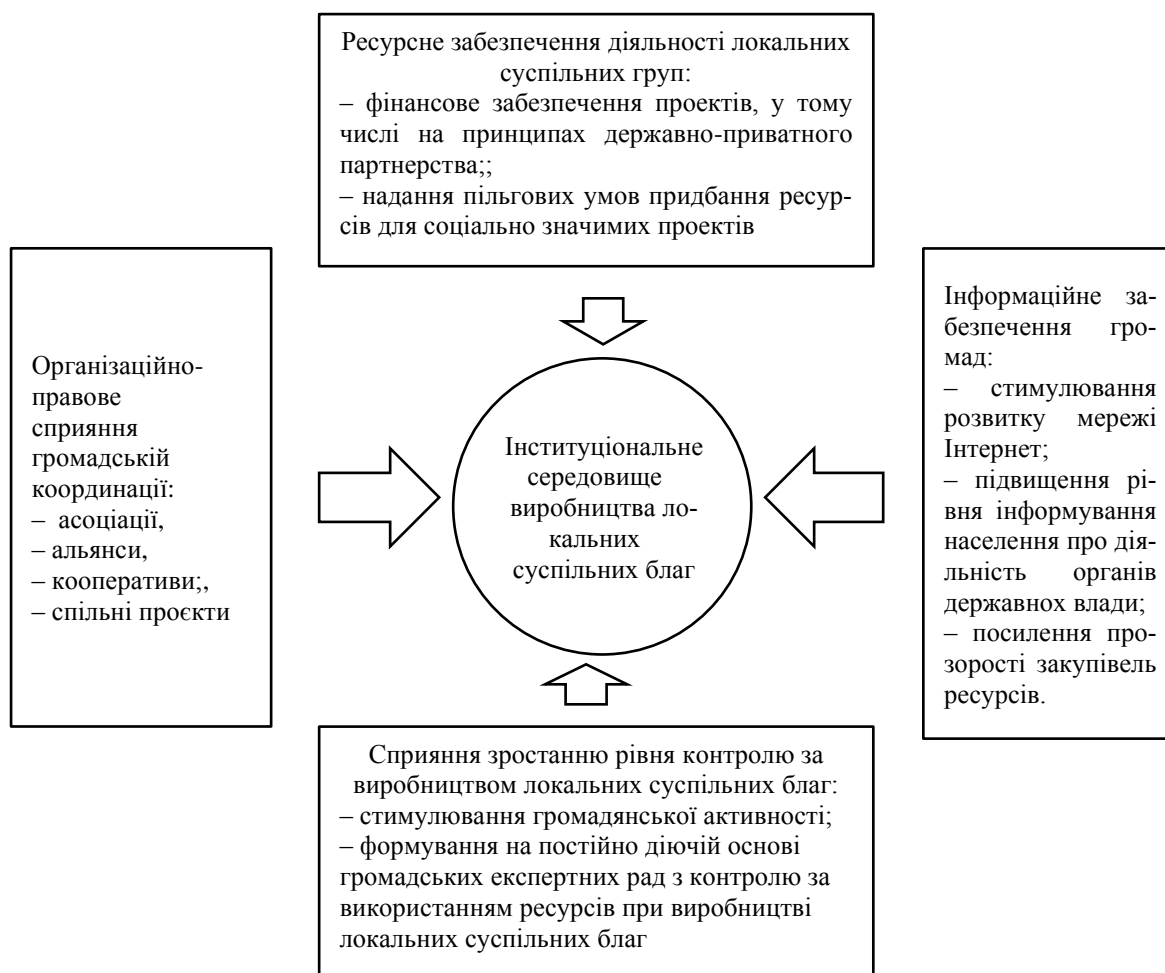 Ресурсне забезпечення діяльності локальних
суспільних груп:
– фінансове забезпечення проектів, у тому
числі на принципах державно-приватного
партнерства;;
– надання пільгових умов придбання ресур-
сів для соціально значимих проектів
Організаційно-
правове
сприяння
громадській
координації:
– асоціації,
– альянси,
– кооперативи;,
– спільні проєкти
Інституціональне
середовище
виробництва ло-
кальних
суспільних благ
Інформаційне за-
безпечення гро-
мад:
– стимулювання
розвитку мережі
Інтернет;
– підвищення рі-
вня інформування
населення про дія-
льність органів
державнох влади;
– посилення про-
зорості закупівель
ресурсів.
Сприяння зростанню рівня контролю за
виробництвом локальних суспільних благ:
– стимулювання громадянської активності;
– формування на постійно діючій основі
громадських експертних рад з контролю за
використанням ресурсів при виробництві
локальних суспільних благ